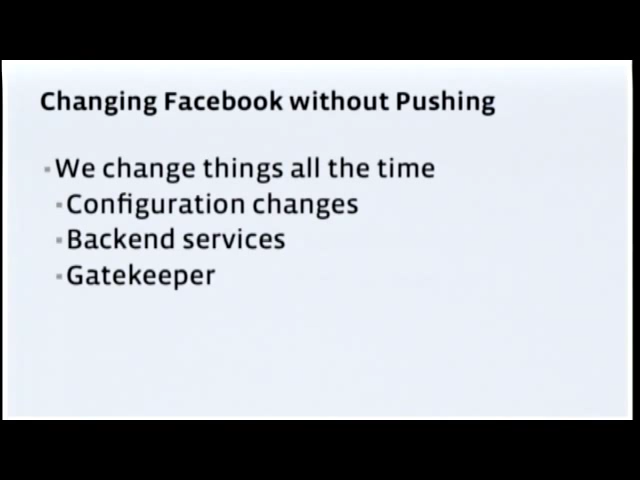 Changing Facebook without Pushing
▪We change things all the time
▪Configuration changes
▪Backend services
▪Gatekeeper